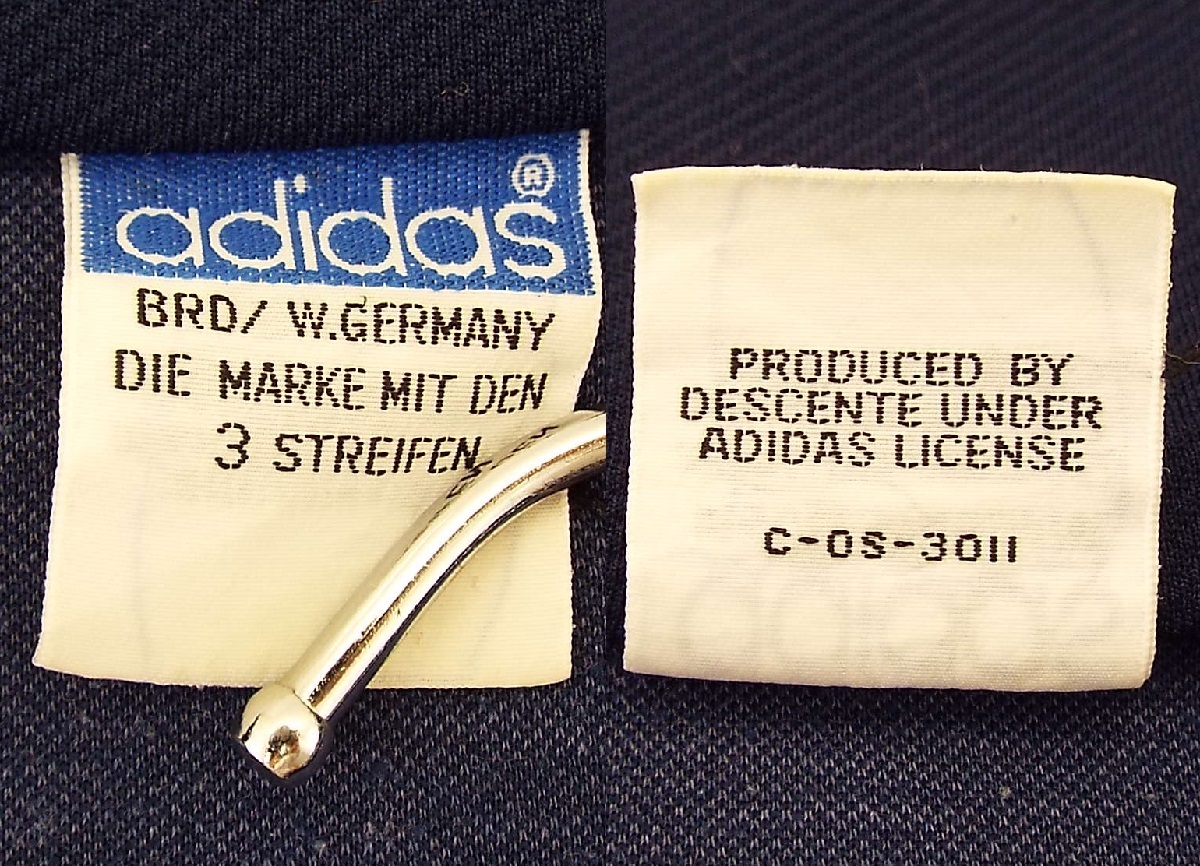 adidas®
BRD/ W.GERMANY
DIE MARKE MIT DEN
3 STREIFEN
PRODUCED BY
DESCENTE UNDER
ADIDAS LICENSE
C-OS-3011